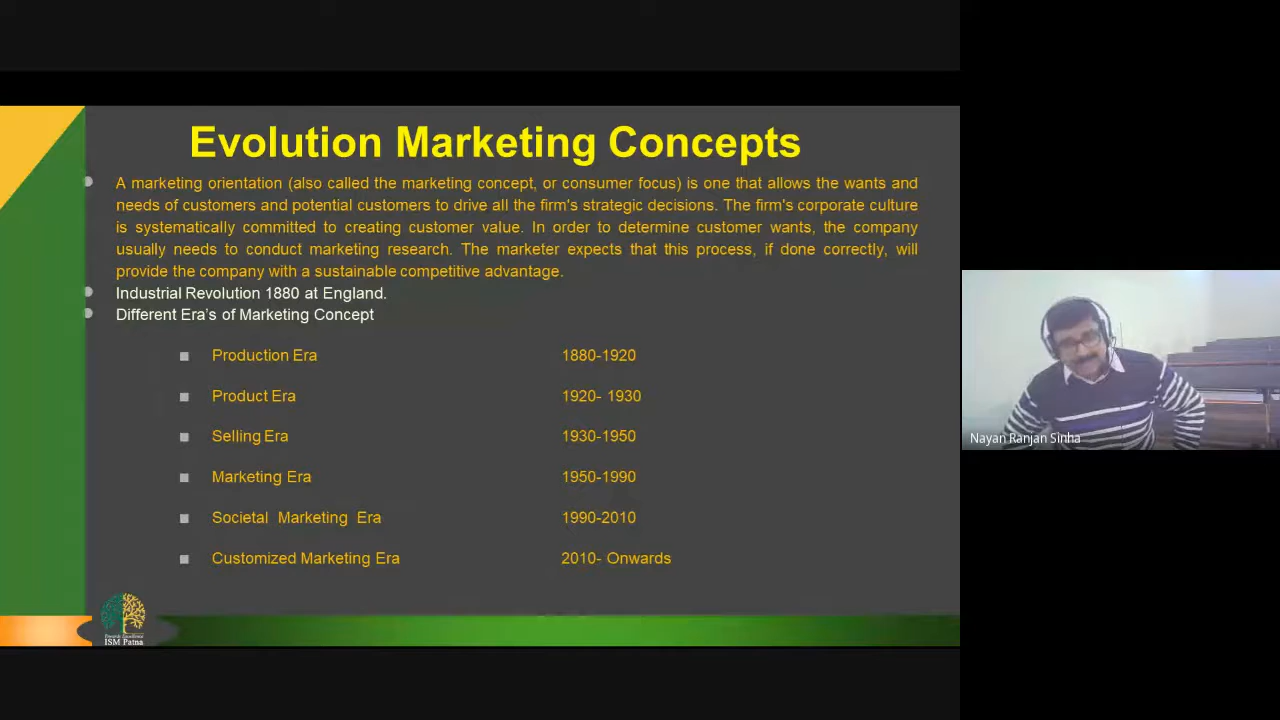 Evolution Marketing Concepts
A marketing orientation (also called the marketing concept, or consumer focus) is one that allows the wants and
needs of customers and potential customers to drive all the firm's strategic decisions. The firm's corporate culture
is systematically committed to creating customer value. In order to determine customer wants, the company
usually needs to conduct marketing research. The marketer expects that this process, if done correctly, will
provide the company with a sustainable competitive advantage.
Industrial Revolution 1880 at England.
Different Era's of Marketing Concept
Production Era 1880-1920
Product Era 1920- 1930
Selling Era 1930-1950
Marketing Era 1950-1990
Societal Marketing Era 1990-2010
Customized Marketing Era 2010- Onwards
Towards Excellence
ISM Patna
Nayan Ranjan Sinha